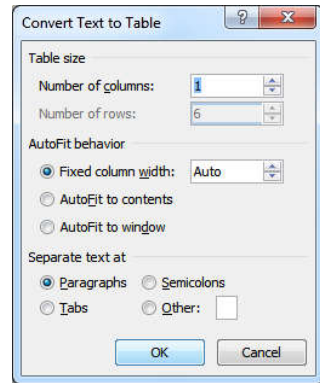 Convert Text to Table
Table size
Number of columns: 1
Number of rows: 6
AutoFit behavior
Fixed column width: Auto
AutoFit to contents
AutoFit to window
Separate text at
Paragraphs Semicolons
Tabs Other:
OK Cancel